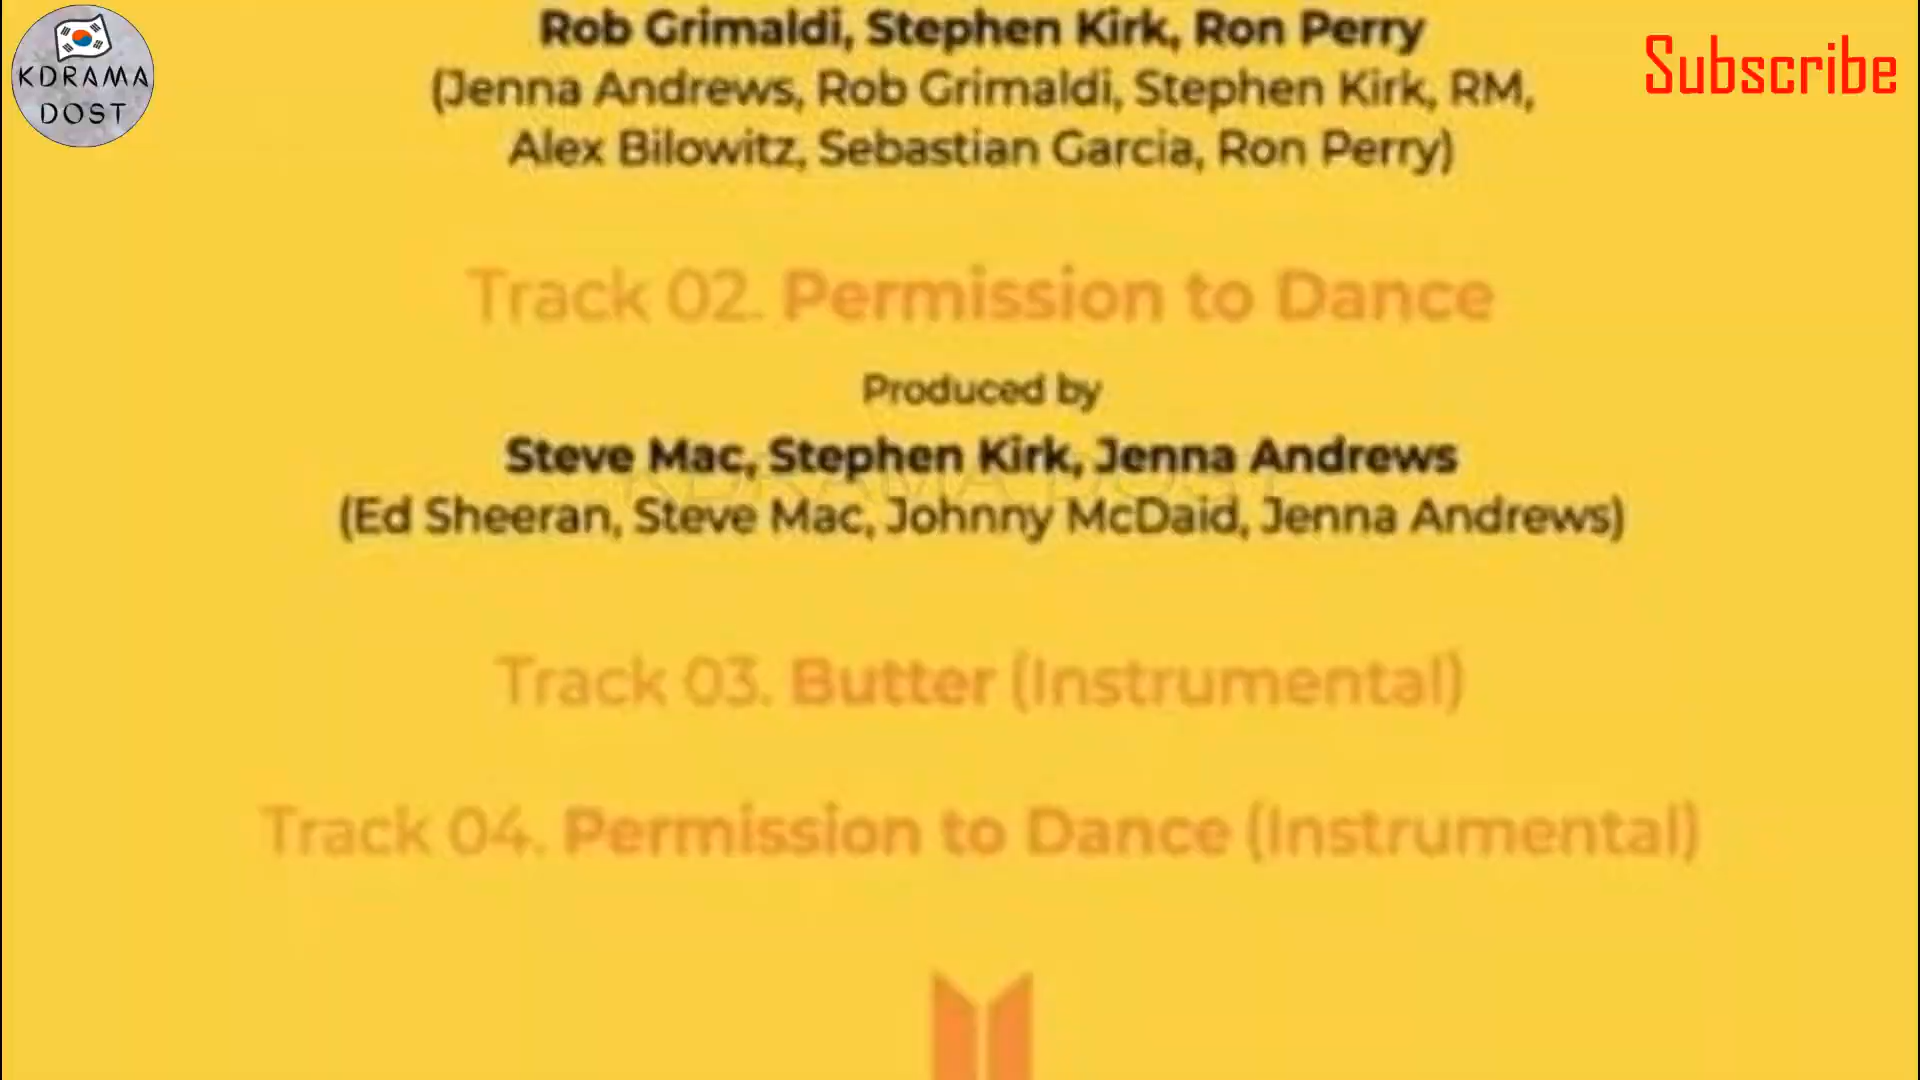 KDRAMA
DOST
Subscribe
Rob Grimaldi, Stephen Kirk, Ron Perry
(Jenna Andrews, Rob Grimaldi, Stephen Kirk, RM,
Alex Bilowitz, Sebastian Garcia, Ron Perry)
Track 02. Permission to Dance
Produced by
Steve Mac, Stephen Kirk, Jenna Andrews
KDRAMA DOST
(Ed Sheeran, Steve Mac, Johnny McDaid, Jenna Andrews)
Track 03. Butter (Instrumental)
Track 04. Permission to Dance (Instrumental)